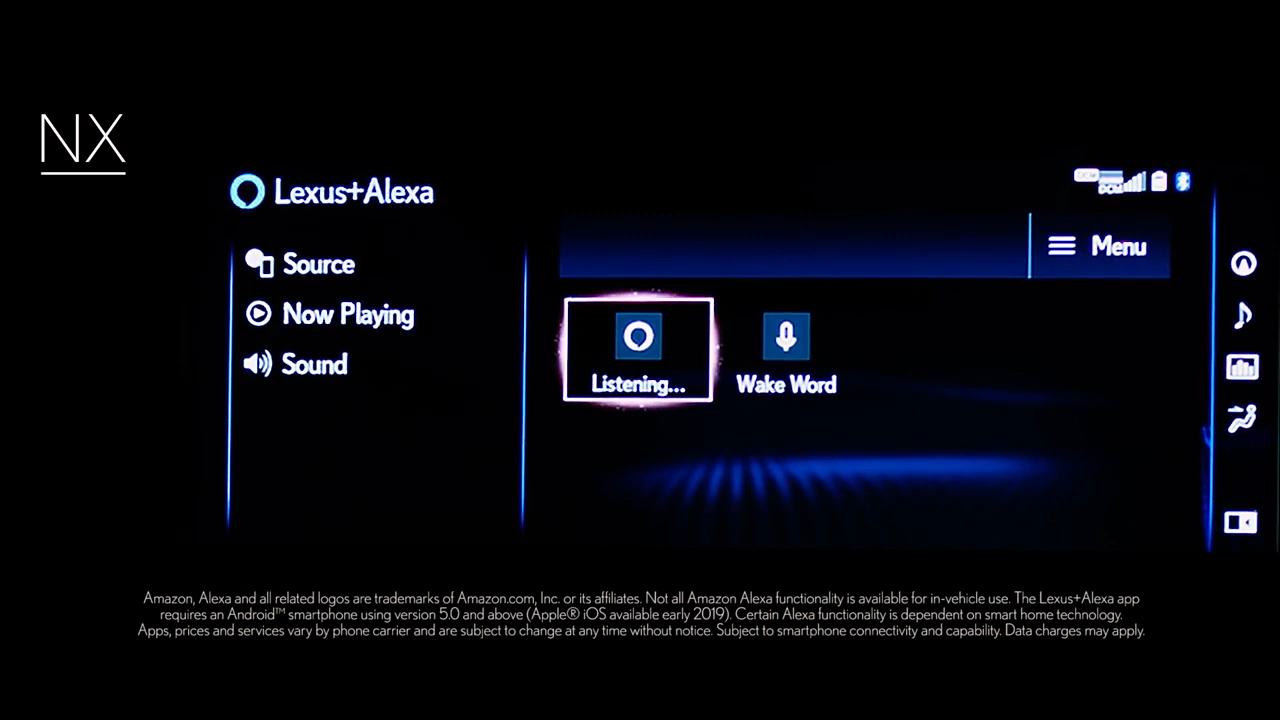 NX
Lexus+Alexa
Source
Now Playing
Sound
Menu
Listening...
Wake Word
DCM
Amazon, Alexa and all related logos are trademarks of Amazon.com, Inc. or its affiliates. Not all Amazon Alexa functionality is available for in-vehicle use. The Lexus+Alexa app
requires an Android™ smartphone using version 5.0 and above (Apple® iOS available early 2019). Certain Alexa functionality is dependent on smart home technology.
Apps, prices and services vary by phone carrier and are subject to change at any time without notice. Subject to smartphone connectivity and capability. Data charges may apply.